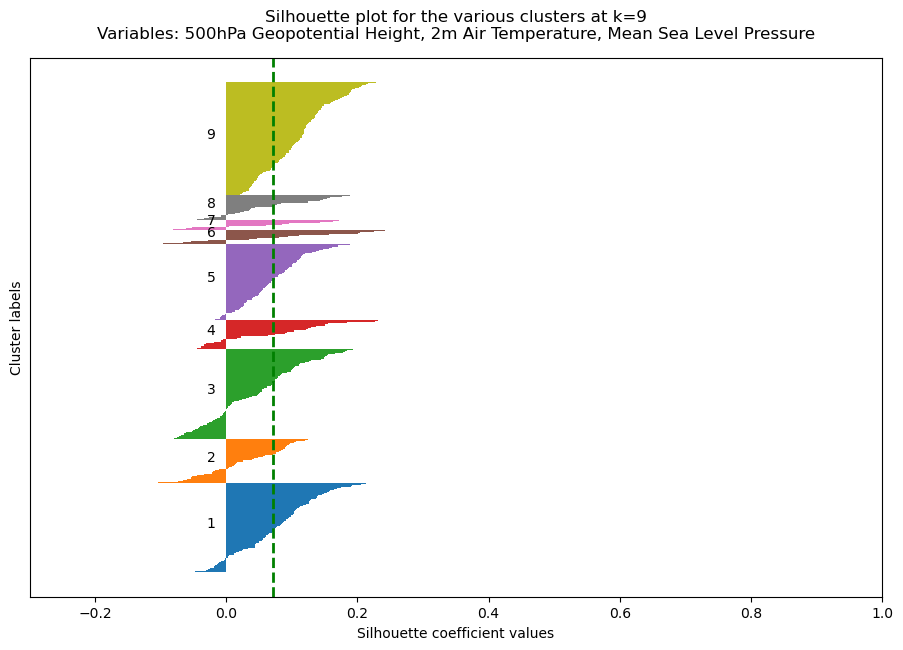 Silhouette plot for the various clusters at k=9
Variables: 500hPa Geopotential Height, 2m Air Temperature, Mean Sea Level Pressure
9
8
7
6
5
4
3
2
1
Cluster labels
−0.2 0.0 0.2 0.4 0.6 0.8 1.0
Silhouette coefficient values